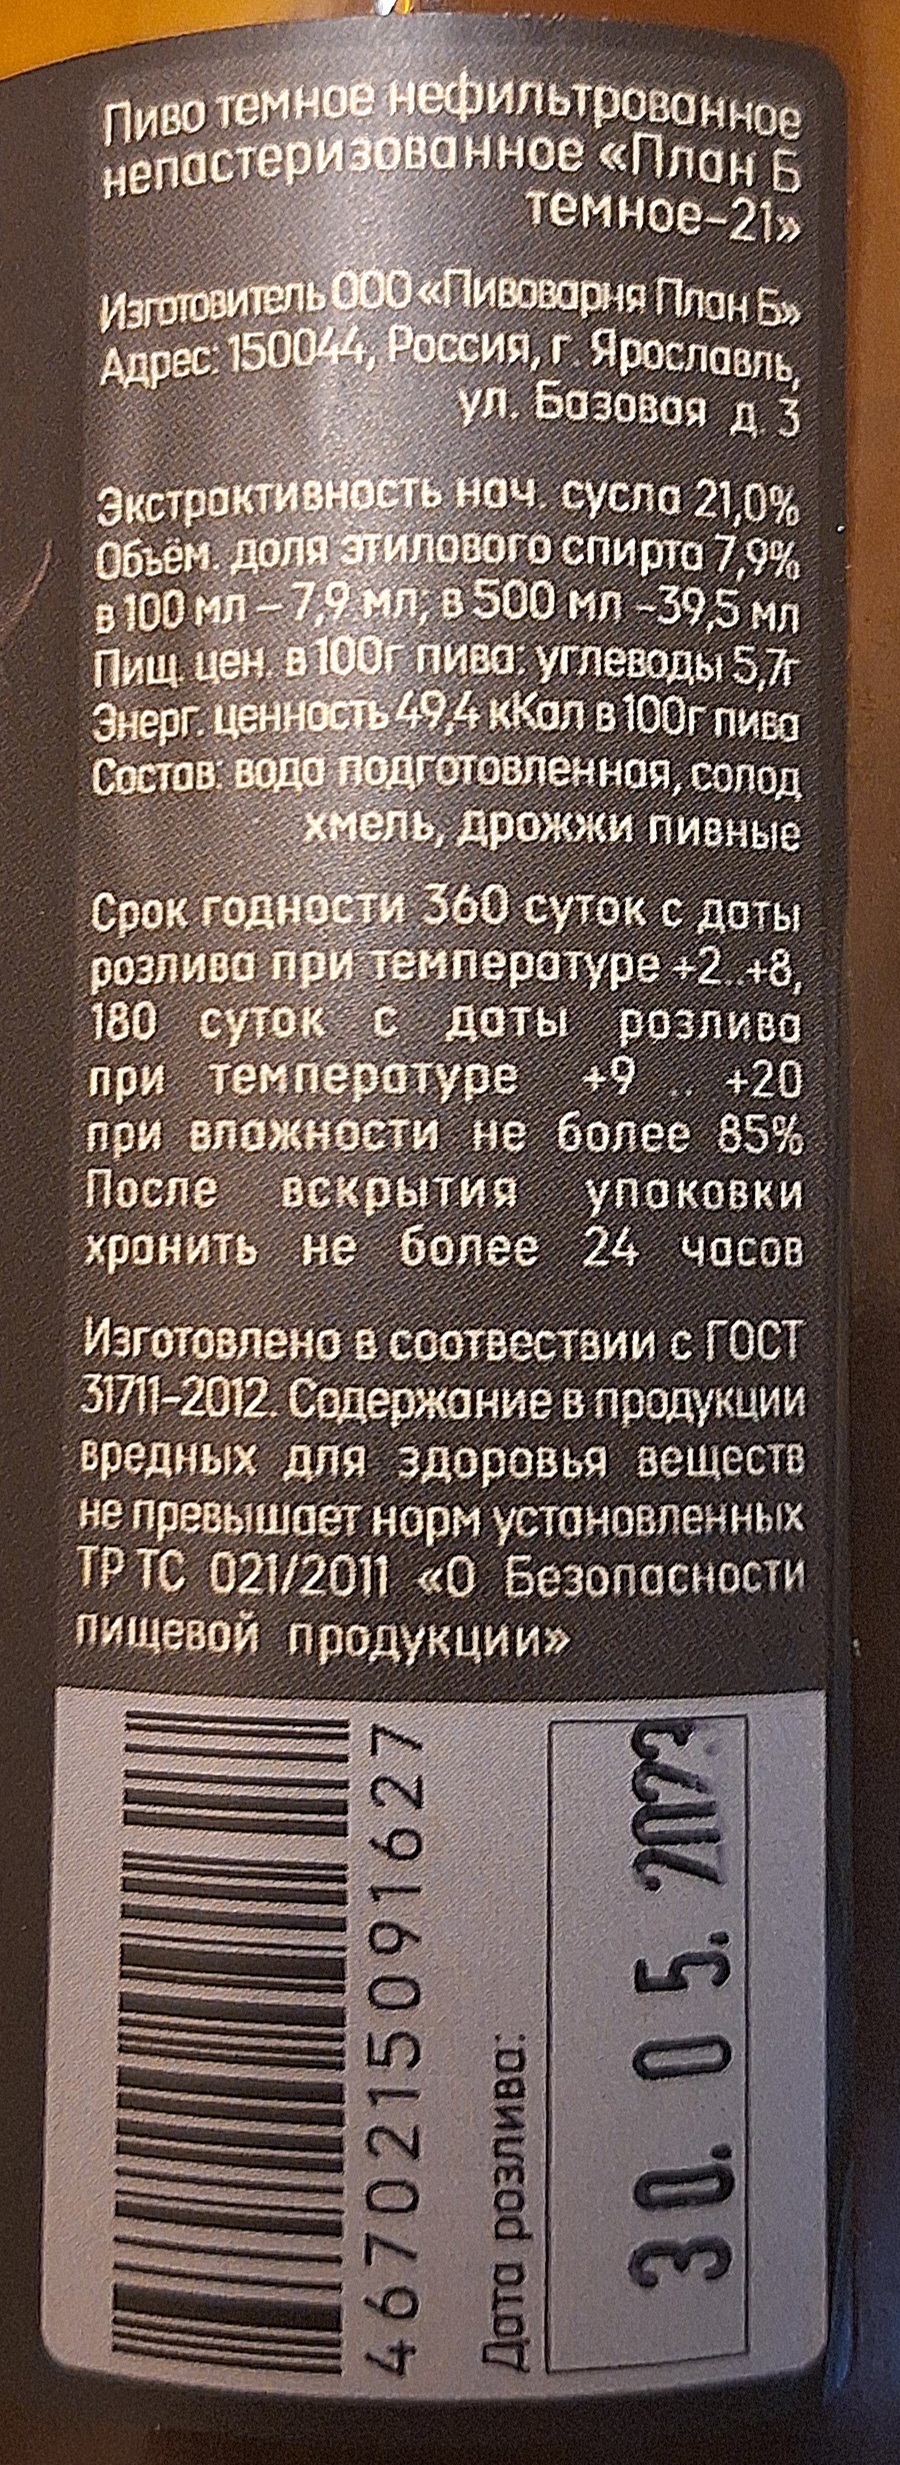 Пиво темное нефильтрованное
непастеризованное «План Б
темное-21»
Изготовитель ООО «Пивоварня План Б»
Адрес: 150044, Россия, г. Ярославль,
ул. Базовая д. 3
Экстрактивность нач. сусла 21,0%
Объём. доля этилового спирта 7,9%
в 100 мл – 7,9 мл; в 500 мл –39,5 мл
Пищ. цен. в 100г пива: углеводы 5,7г
Энерг. ценность 49,4 кКал в 100г пива
Состав: вода подготовленная, солод
хмель, дрожжи пивные
Срок годности 360 суток с даты
розлива при температуре +2..+8,
180 суток с даты розлива
при температуре +9 .. +20
при влажности не более 85%
После вскрытия упаковки
хранить не более 24 часов
Изготовлено в соотвествии с ГОСТ
31711-2012. Содержание в продукции
вредных для здоровья веществ
не превышает норм установленных
ТР ТС 021/2011 «О Безопасности
пищевой продукции»
4670215091627
Дата розлива:
30. 05. 2023